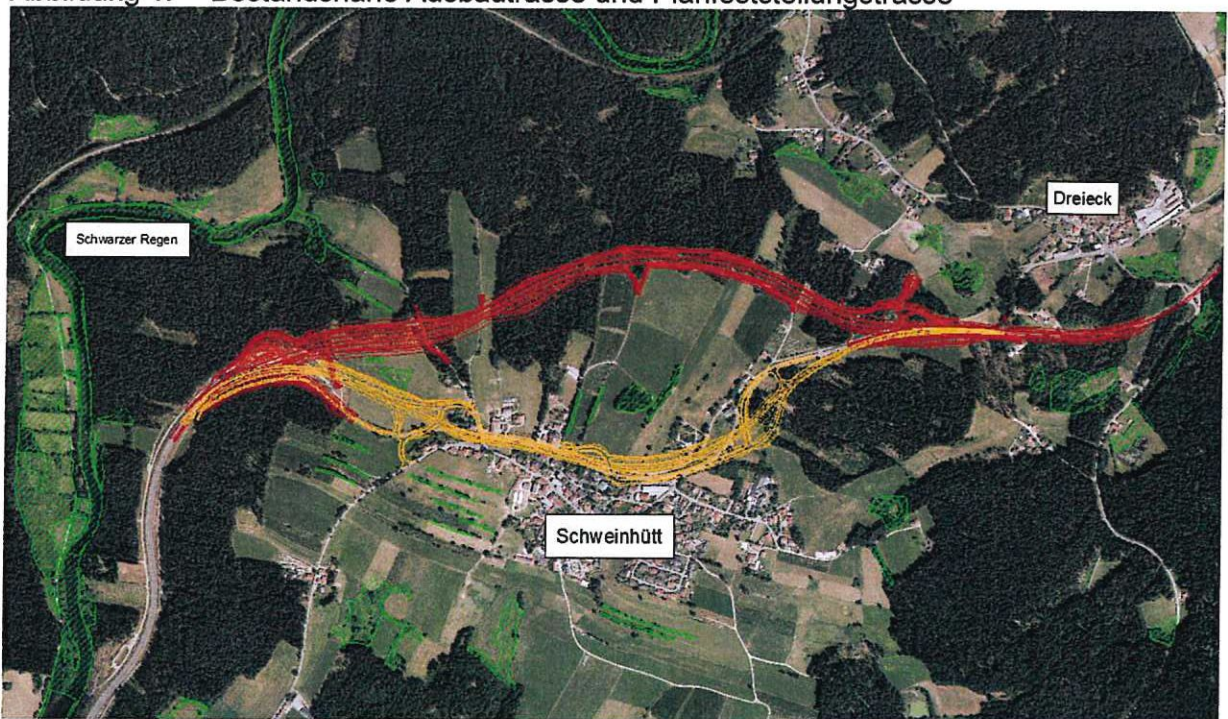 Bestandsnahe Ausbautrasse und Planfeststellungstrasse
Dreieck
Schwarzer Regen
Schweinhütt